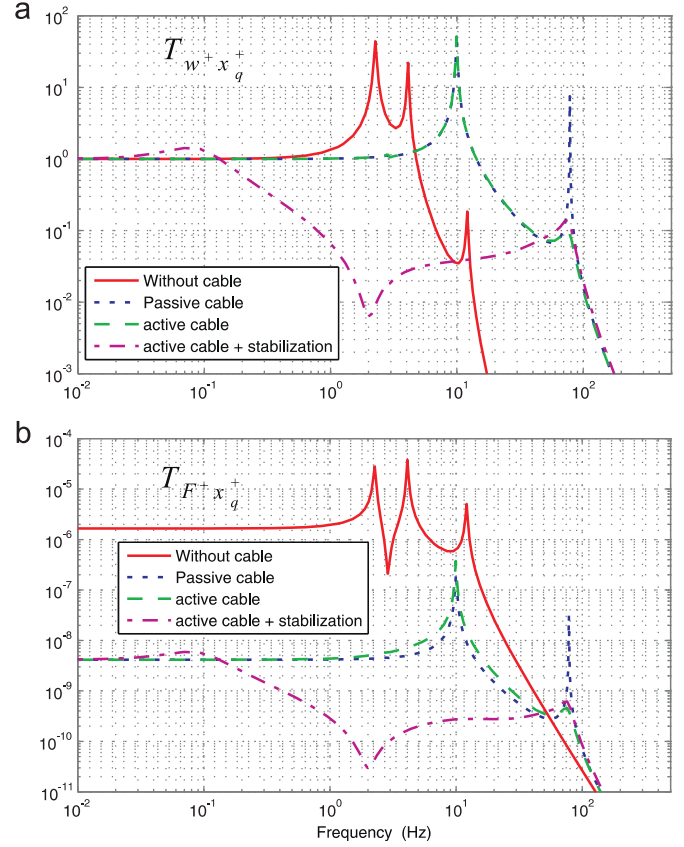 a
10^2
T_{w^+ x_q^+}
10^1
10^0
10^{-1}
10^{-2}
10^{-3}
Without cable
Passive cable
active cable
active cable + stabilization
10^{-2} 10^{-1} 10^0 10^1 10^2
b
10^{-4}
T_{F^+ x_q^+}
10^{-5}
10^{-6}
10^{-7}
10^{-8}
10^{-9}
10^{-10}
10^{-11}
Without cable
Passive cable
active cable
active cable + stabilization
10^{-2} 10^{-1} 10^0 10^1 10^2
Frequency (Hz)